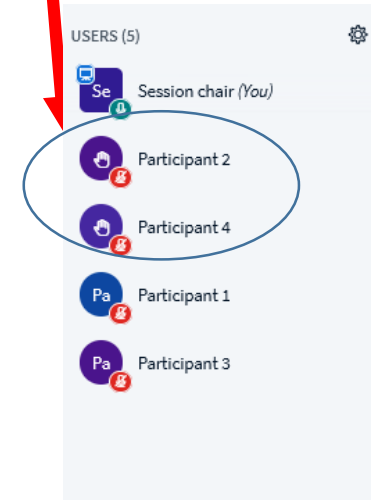 USERS (5)
Se Session chair (You)
Participant 2
Participant 4
Pa Participant 1
Pa Participant 3